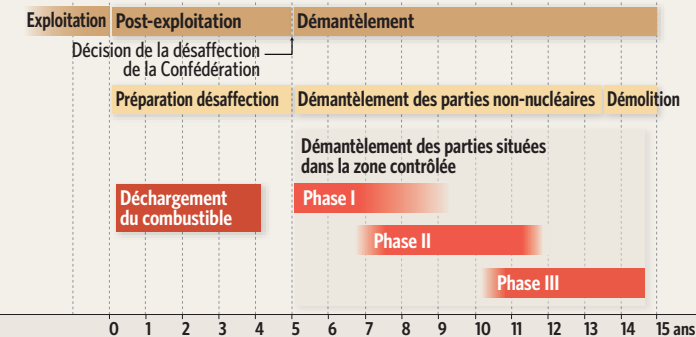 Exploitation Post-exploitation Démantèlement
Décision de la désaffection
de la Confédération
Préparation désaffection Démantèlement des parties non-nucléaires Démolition
Démantèlement des parties situées
dans la zone contrôlée
Déchargement
du combustible
Phase I
Phase II
Phase III
0 1 2 3 4 5 6 7 8 9 10 11 12 13 14 15 ans